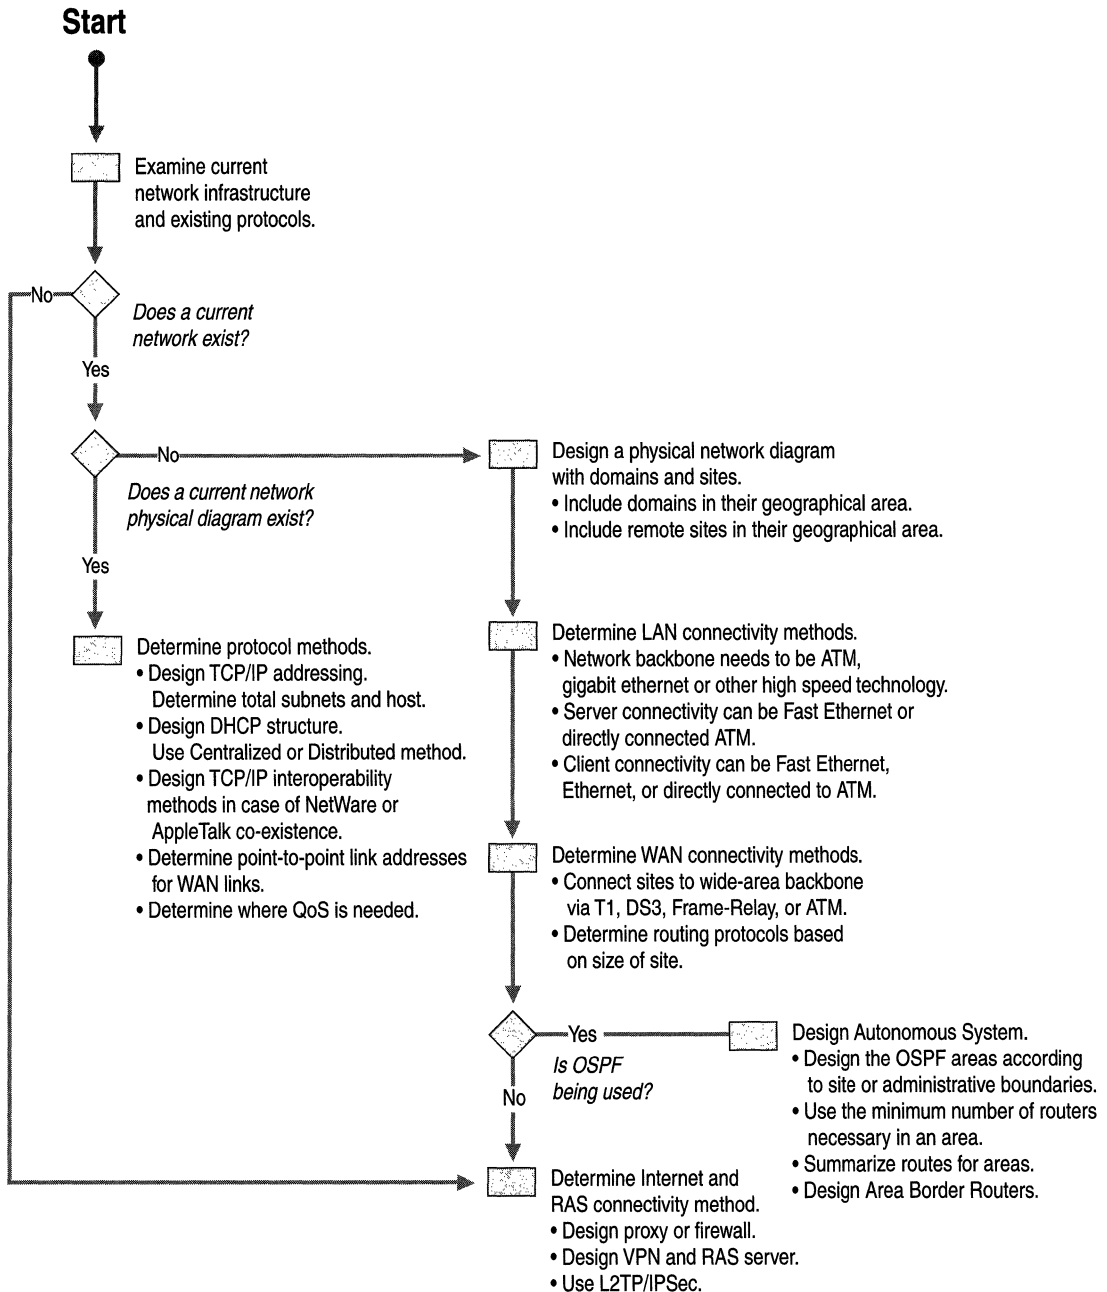 Start
Examine current
network infrastructure
and existing protocols.
No
Does a current
network exist?
Yes
No
Does a current network
physical diagram exist?
Yes
Determine protocol methods.
• Design TCP/IP addressing.
Determine total subnets and host.
• Design DHCP structure.
Use Centralized or Distributed method.
• Design TCP/IP interoperability
methods in case of NetWare or
AppleTalk co-existence.
• Determine point-to-point link addresses
for WAN links.
• Determine where QoS is needed.
Design a physical network diagram
with domains and sites.
• Include domains in their geographical area.
• Include remote sites in their geographical area.
Determine LAN connectivity methods.
• Network backbone needs to be ATM,
gigabit ethernet or other high speed technology.
• Server connectivity can be Fast Ethernet or
directly connected ATM.
• Client connectivity can be Fast Ethernet,
Ethernet, or directly connected to ATM.
Determine WAN connectivity methods.
• Connect sites to wide-area backbone
via T1, DS3, Frame-Relay, or ATM.
• Determine routing protocols based
on size of site.
Yes
Is OSPF
being used?
No
Design Autonomous System.
• Design the OSPF areas according
to site or administrative boundaries.
• Use the minimum number of routers
necessary in an area.
• Summarize routes for areas.
• Design Area Border Routers.
Determine Internet and
RAS connectivity method.
• Design proxy or firewall.
• Design VPN and RAS server.
• Use L2TP/IPSec.